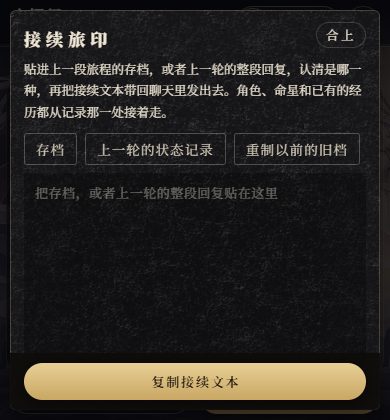 接续旅印
合上
贴进上一段旅程的存档，或者上一轮的整段回复，认清是哪一
种，再把接续文本带回聊天里发出去。角色、命星和已有的经
历都从记录那一处接着走。
存档
上一轮的状态记录
重制以前的旧档
把存档，或者上一轮的整段回复贴在这里
复制接续文本